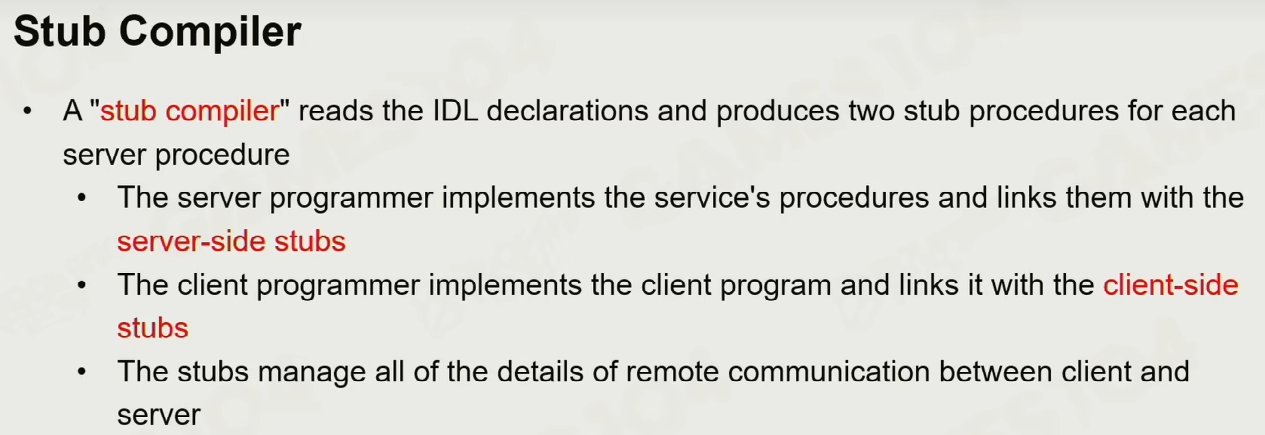 Stub Compiler
• A "stub compiler" reads the IDL declarations and produces two stub procedures for each
server procedure
• The server programmer implements the service's procedures and links them with the
server-side stubs
• The client programmer implements the client program and links it with the client-side
stubs
• The stubs manage all of the details of remote communication between client and
server